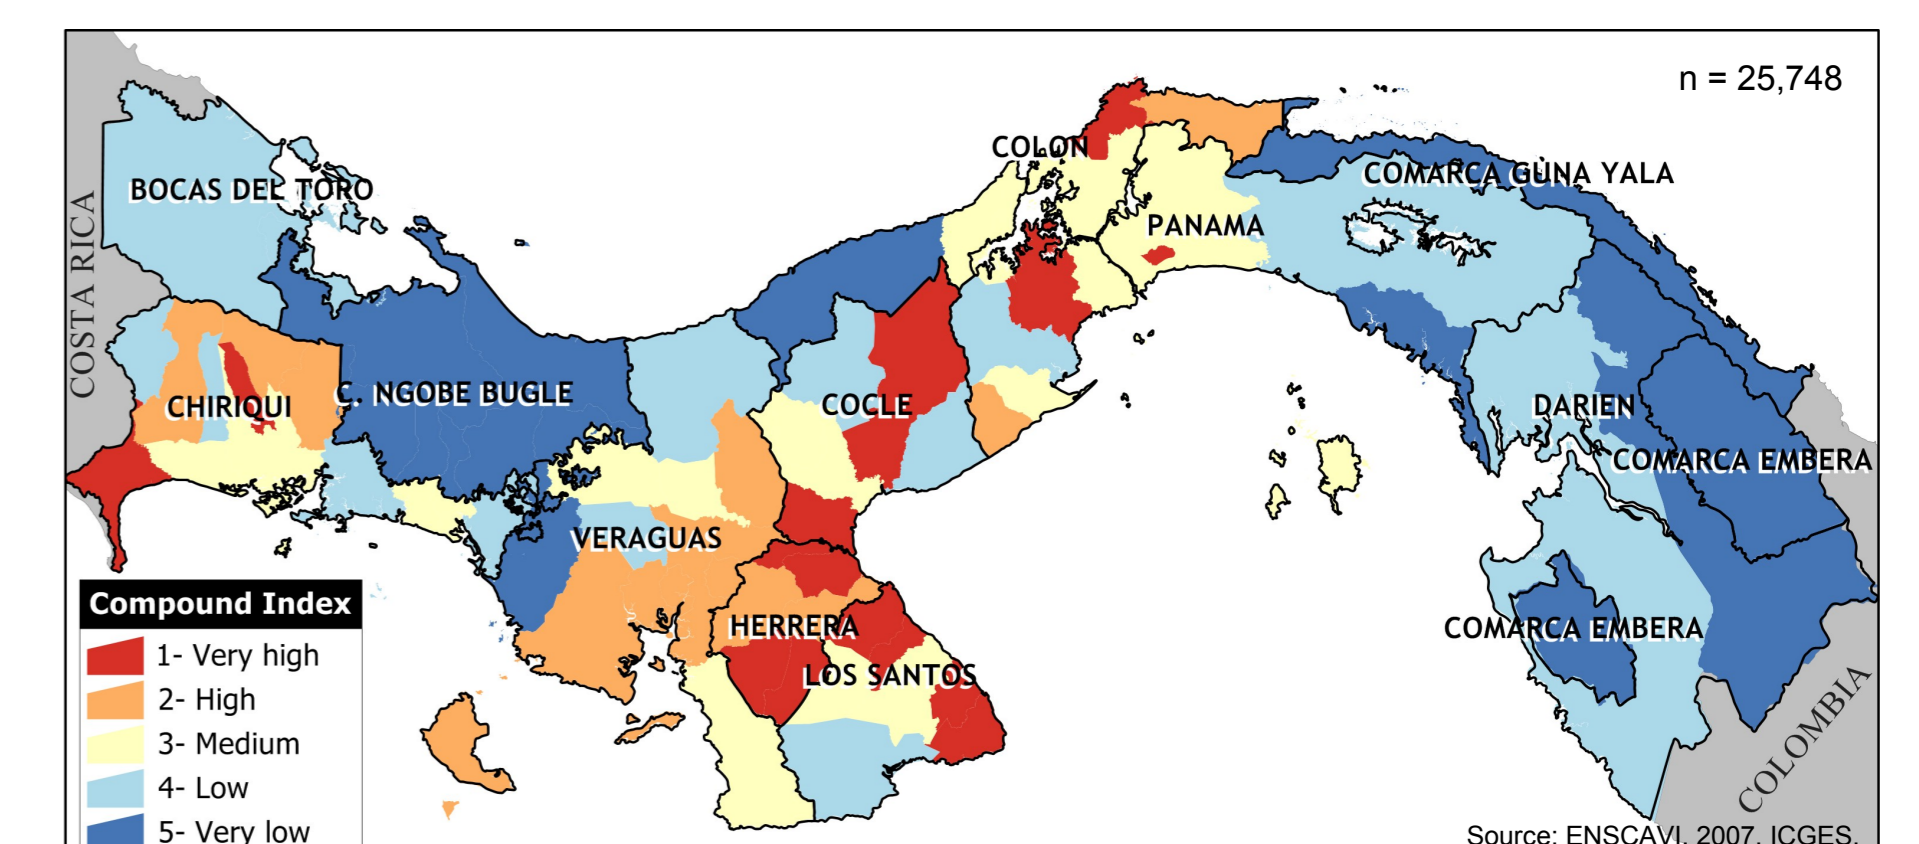 n = 25,748
COLON
COMARCA GUNA YALA
BOCAS DEL TORO
PANAMA
COSTA RICA
C. NGOBE BUGLE
CHIRIQUI
COCLE
DARIEN
COMARCA EMBERA
VERAGUAS
HERRERA
COMARCA EMBERA
LOS SANTOS
COLOMBIA
Compound Index
1- Very high
2- High
3- Medium
4- Low
5- Very low
Source: ENSCAVI, 2007. ICGES.